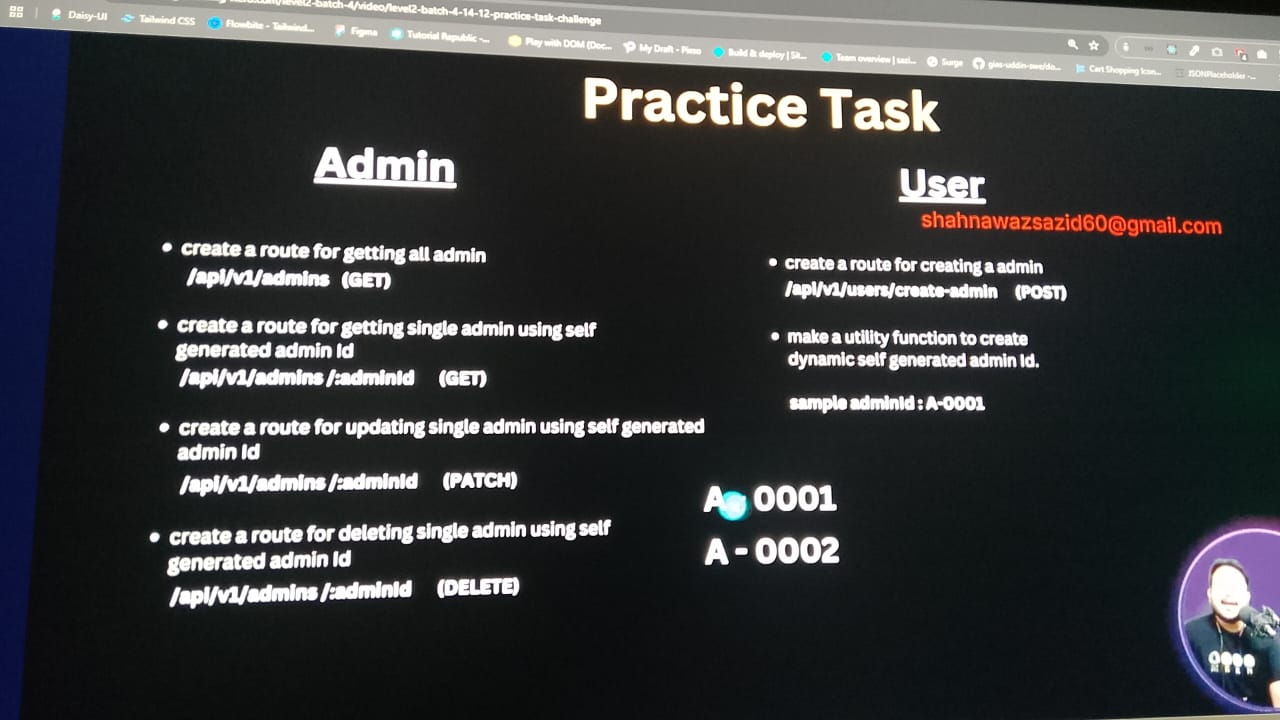 level2-batch-4/video/level2-batch-4-14-12-practice-task-challenge
Daisy-UI
Tailwind CSS
Flowbite - Tailwind...
Figma
Tutorial Republic -...
Play with DOM (Doc...
My Draft - Pixso
Build & deploy | Sit...
Team overview | sazi...
Surge
gias-uddin-swe/do...
Cart Shopping Icon...
JSONPlaceholder -...
Practice Task
Admin
• create a route for getting all admin
/api/v1/admins (GET)
• create a route for getting single admin using self
generated admin Id
/api/v1/admins /:adminId (GET)
• create a route for updating single admin using self generated
admin Id
/api/v1/admins /:adminId (PATCH)
• create a route for deleting single admin using self
generated admin Id
/api/v1/admins /:adminId (DELETE)
User
shahnawazsazid60@gmail.com
• create a route for creating a admin
/api/v1/users/create-admin (POST)
• make a utility function to create
dynamic self generated admin Id.
sample adminId : A-0001
A - 0001
A - 0002